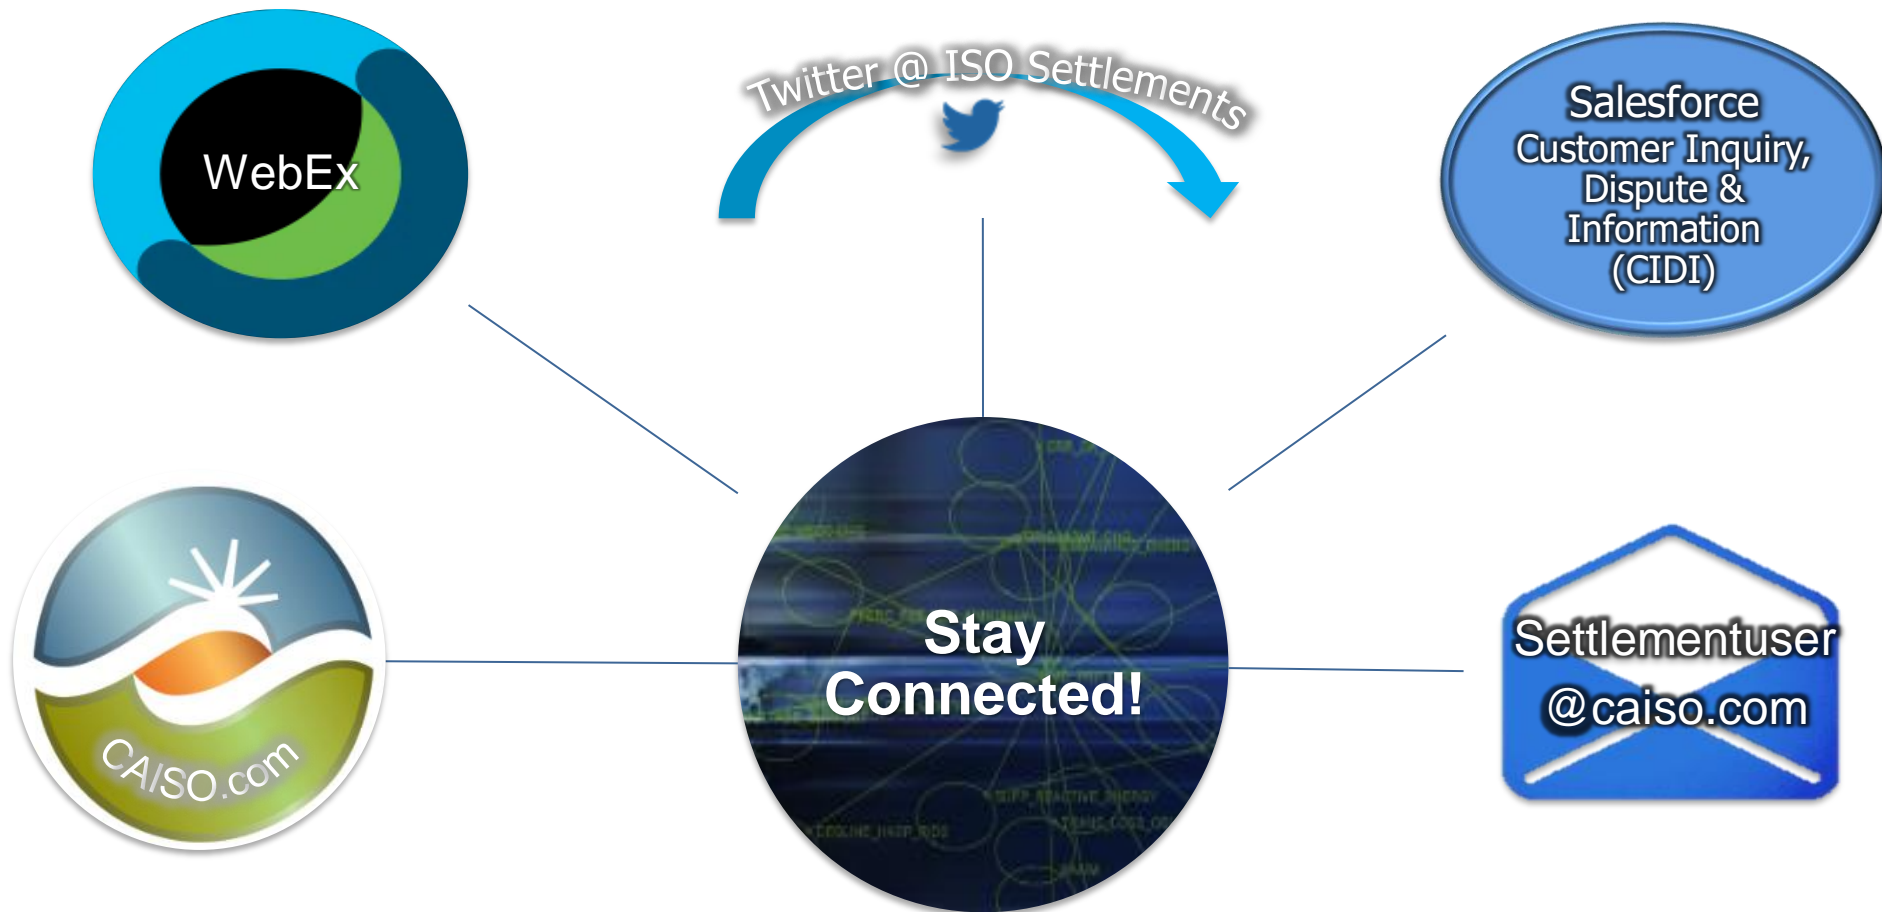 WebEx
Twitter @ ISO Settlements
Salesforce
Customer Inquiry,
Dispute &
Information
(CIDI)
CAISO.com
Stay
Connected!
Settlementuser
@caiso.com